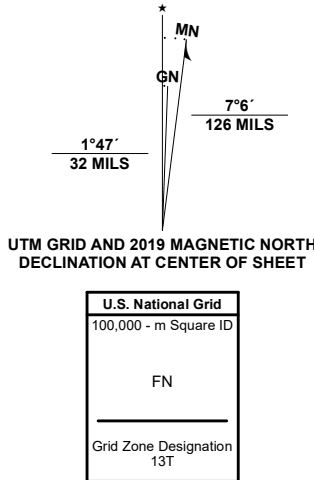 ★
MN
GN
7°6´
126 MILS
1°47´
32 MILS
UTM GRID AND 2019 MAGNETIC NORTH
DECLINATION AT CENTER OF SHEET
U.S. National Grid
100,000 - m Square ID
FN
Grid Zone Designation
13T